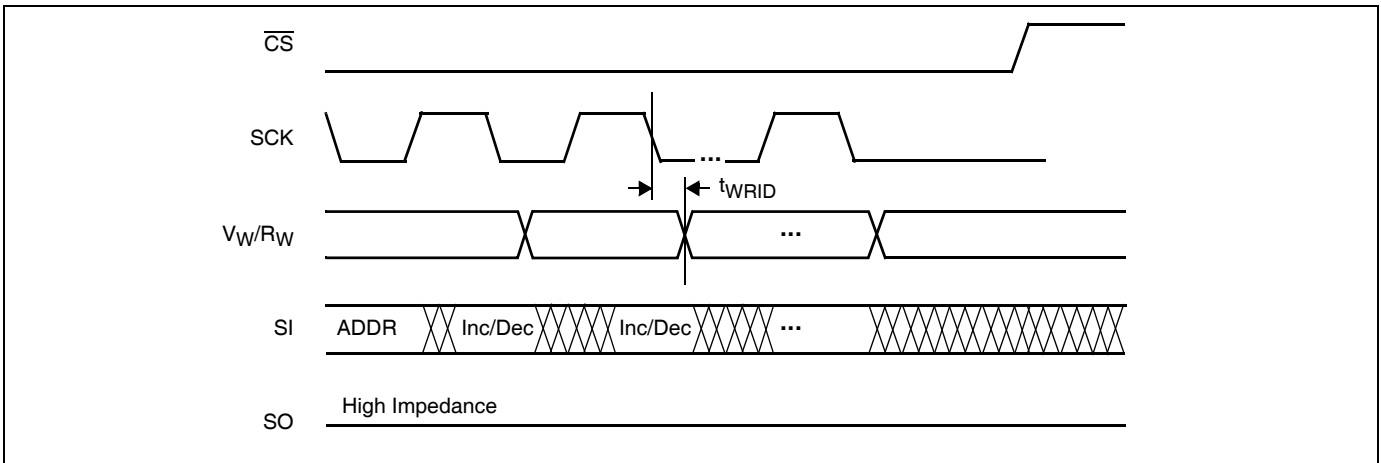 CS
SCK
...
tWRID
VW/RW
...
SI ADDR Inc/Dec Inc/Dec ...
High Impedance
SO